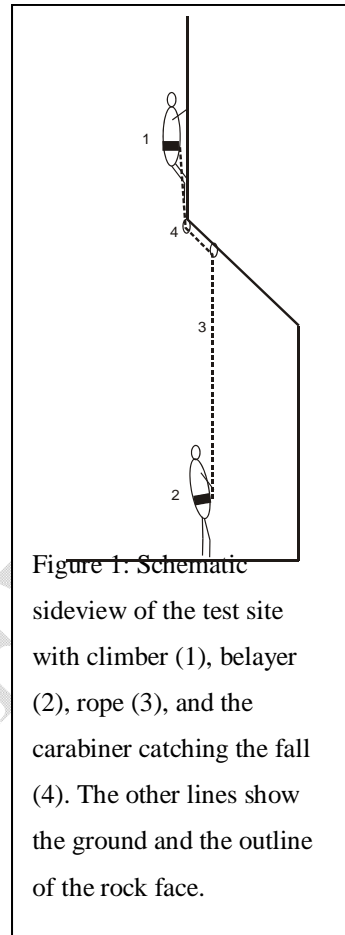 1
4
3
2
Figure 1: Schematic
sideview of the test site
with climber (1), belayer
(2), rope (3), and the
carabiner catching the fall
(4). The other lines show
the ground and the outline
of the rock face.